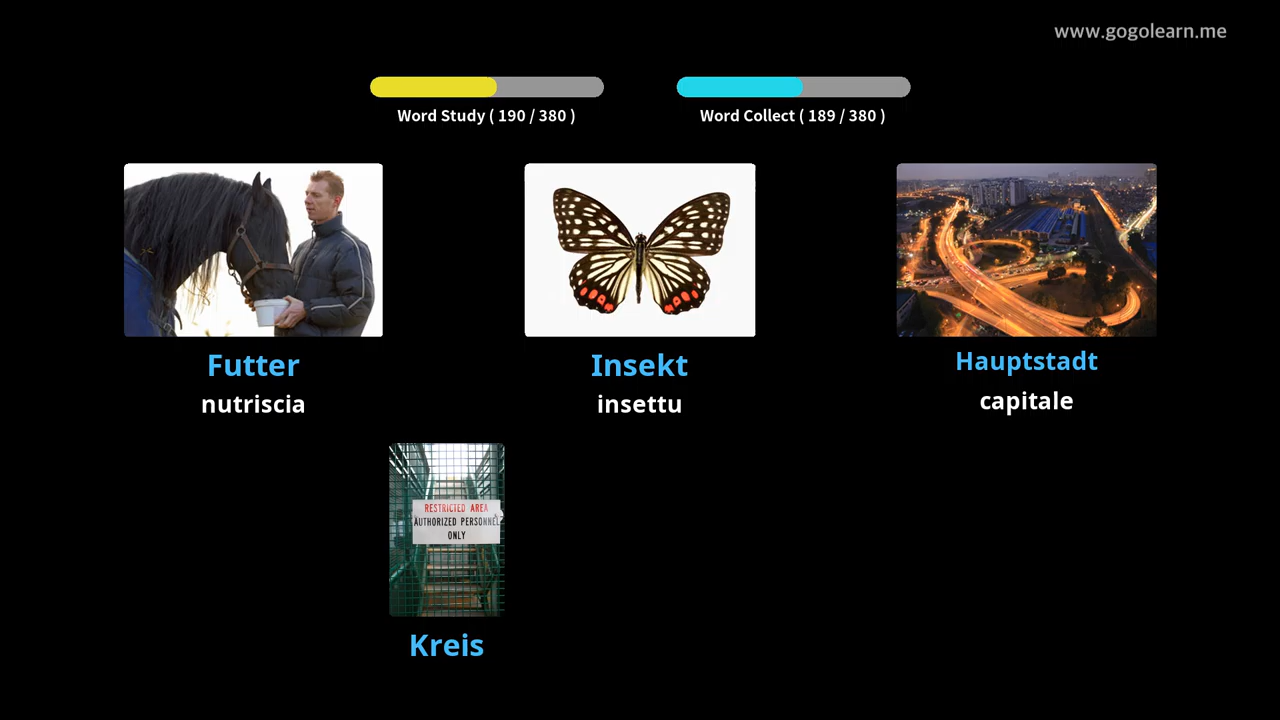 www.gogolearn.me
Word Study ( 190 / 380 )
Word Collect ( 189 / 380 )
Futter
Insekt
Hauptstadt
nutriscia
insettu
capitale
RESTRICTED AREA
AUTHORIZED PERSONNEL
ONLY
Kreis